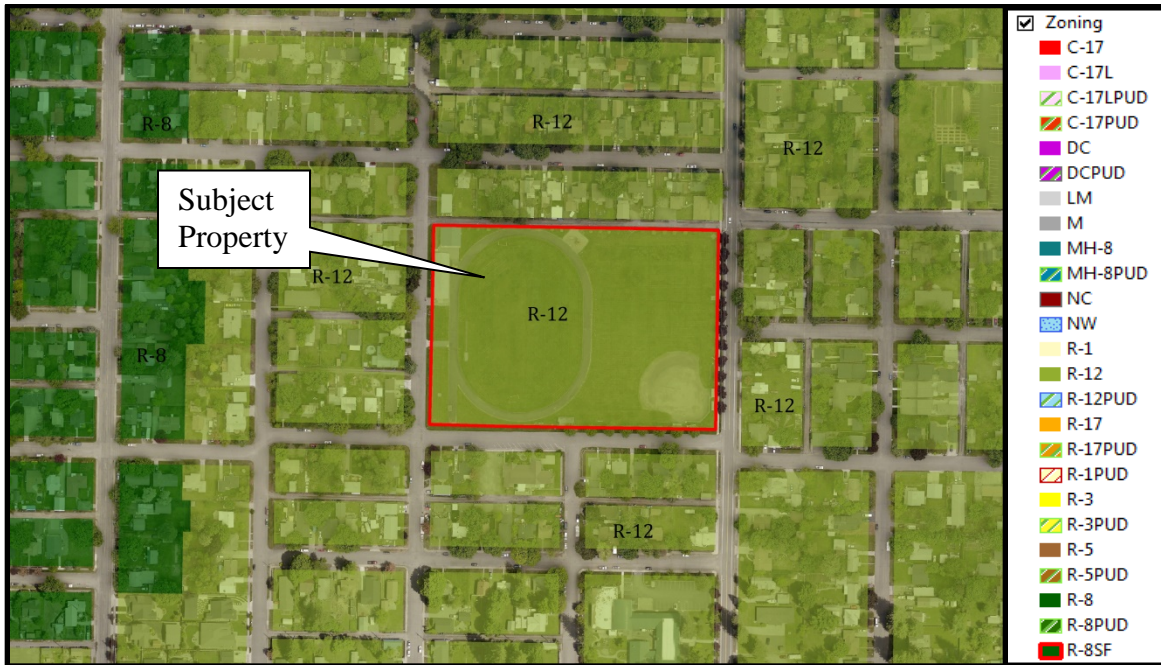 R-8
R-12
R-12
Subject
Property
R-12
R-12
R-8
R-12
R-12
Zoning
C-17
C-17L
C-17LPUD
C-17PUD
DC
DCPUD
LM
M
MH-8
MH-8PUD
NC
NW
R-1
R-12
R-12PUD
R-17
R-17PUD
R-1PUD
R-3
R-3PUD
R-5
R-5PUD
R-8
R-8PUD
R-8SF